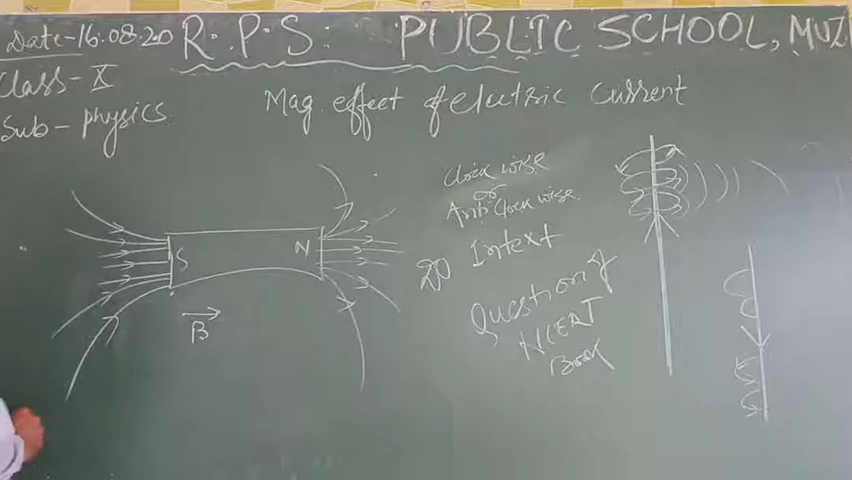 Date-16.08.20 R.P.S. PUBLIC SCHOOL, MUZ
Class- X
Sub- physics
Mag. effect of electric current
Clock wise
or
Anti Clock wise.
S
N
B
20
Intext
Question of
NCERT
Book